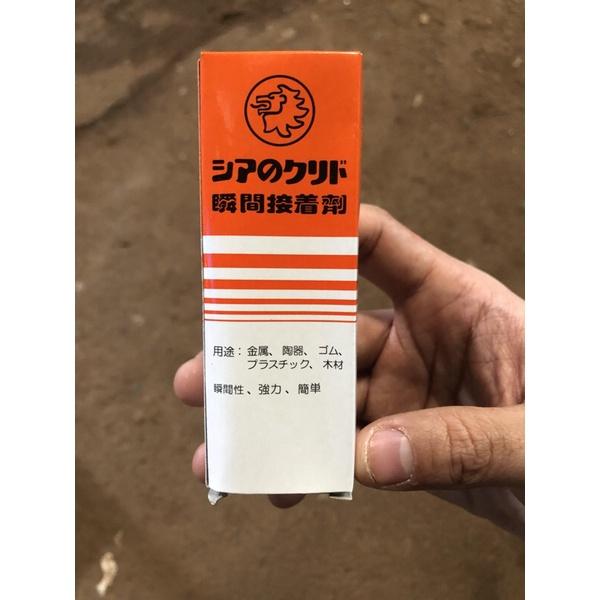 シアのクリド
瞬間接着劑
用途：金属、陶器、ゴム、
プラスチック、木材
瞬間性、強力、簡単